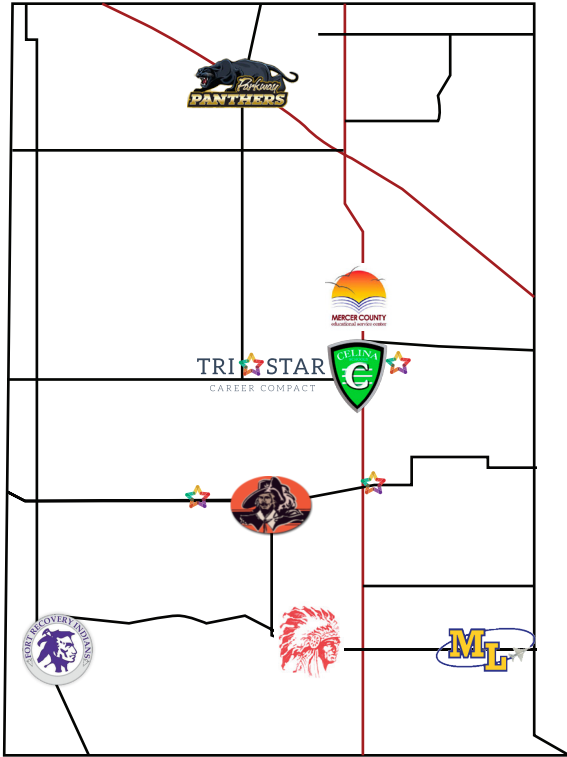 Parkway
PANTHERS
MERCER COUNTY
educational service center
CELINA
C
TRI STAR
CAREER COMPACT
FORT RECOVERY INDIANS
ML